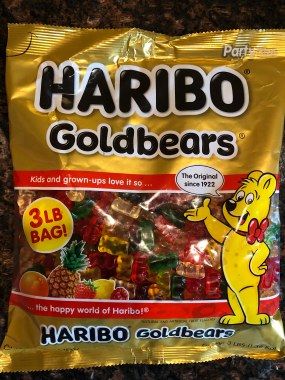 Party
HARIBO
Goldbears®
Kids and grown-ups love it so ...
The Original
since 1922
3 LB
BAG!
... the happy world of Haribo!®
HARIBO Goldbears